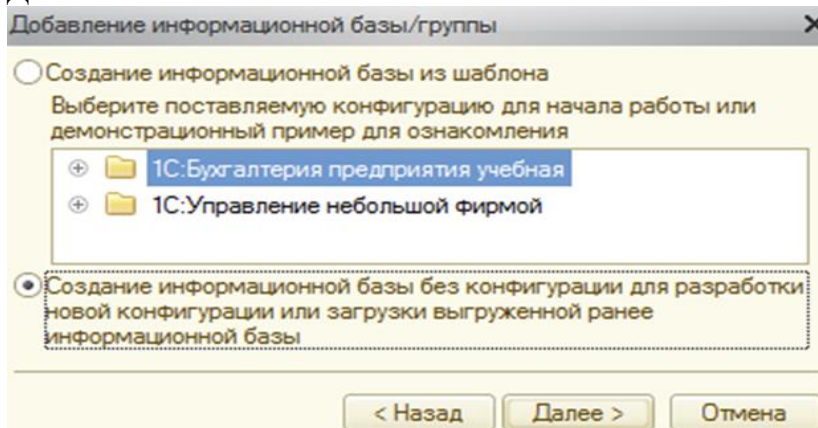 Добавление информационной базы/группы
Создание информационной базы из шаблона
Выберите поставляемую конфигурацию для начала работы или
демонстрационный пример для ознакомления
1С:Бухгалтерия предприятия учебная
1С:Управление небольшой фирмой
Создание информационной базы без конфигурации для разработки
новой конфигурации или загрузки выгруженной ранее
информационной базы
< Назад Далее > Отмена